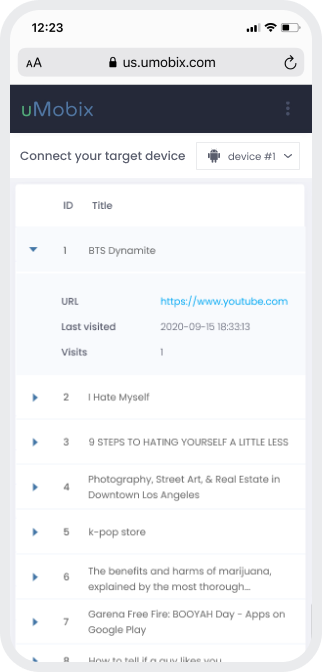 12:23
AA us.umobix.com
uMobix
Connect your target device device #1
ID Title
1 BTS Dynamite
URL https://www.youtube.com
Last visited 2020-09-15 18:33:13
Visits 1
2 I Hate Myself
3 9 STEPS TO HATING YOURSELF A LITTLE LESS
4 Photography, Street Art, & Real Estate in
Downtown Los Angeles
5 k-pop store
6 The benefits and harms of marijuana,
explained by the most thorough...
7 Garena Free Fire: BOOYAH Day - Apps on
Google Play
8 How to tell if a guy likes you